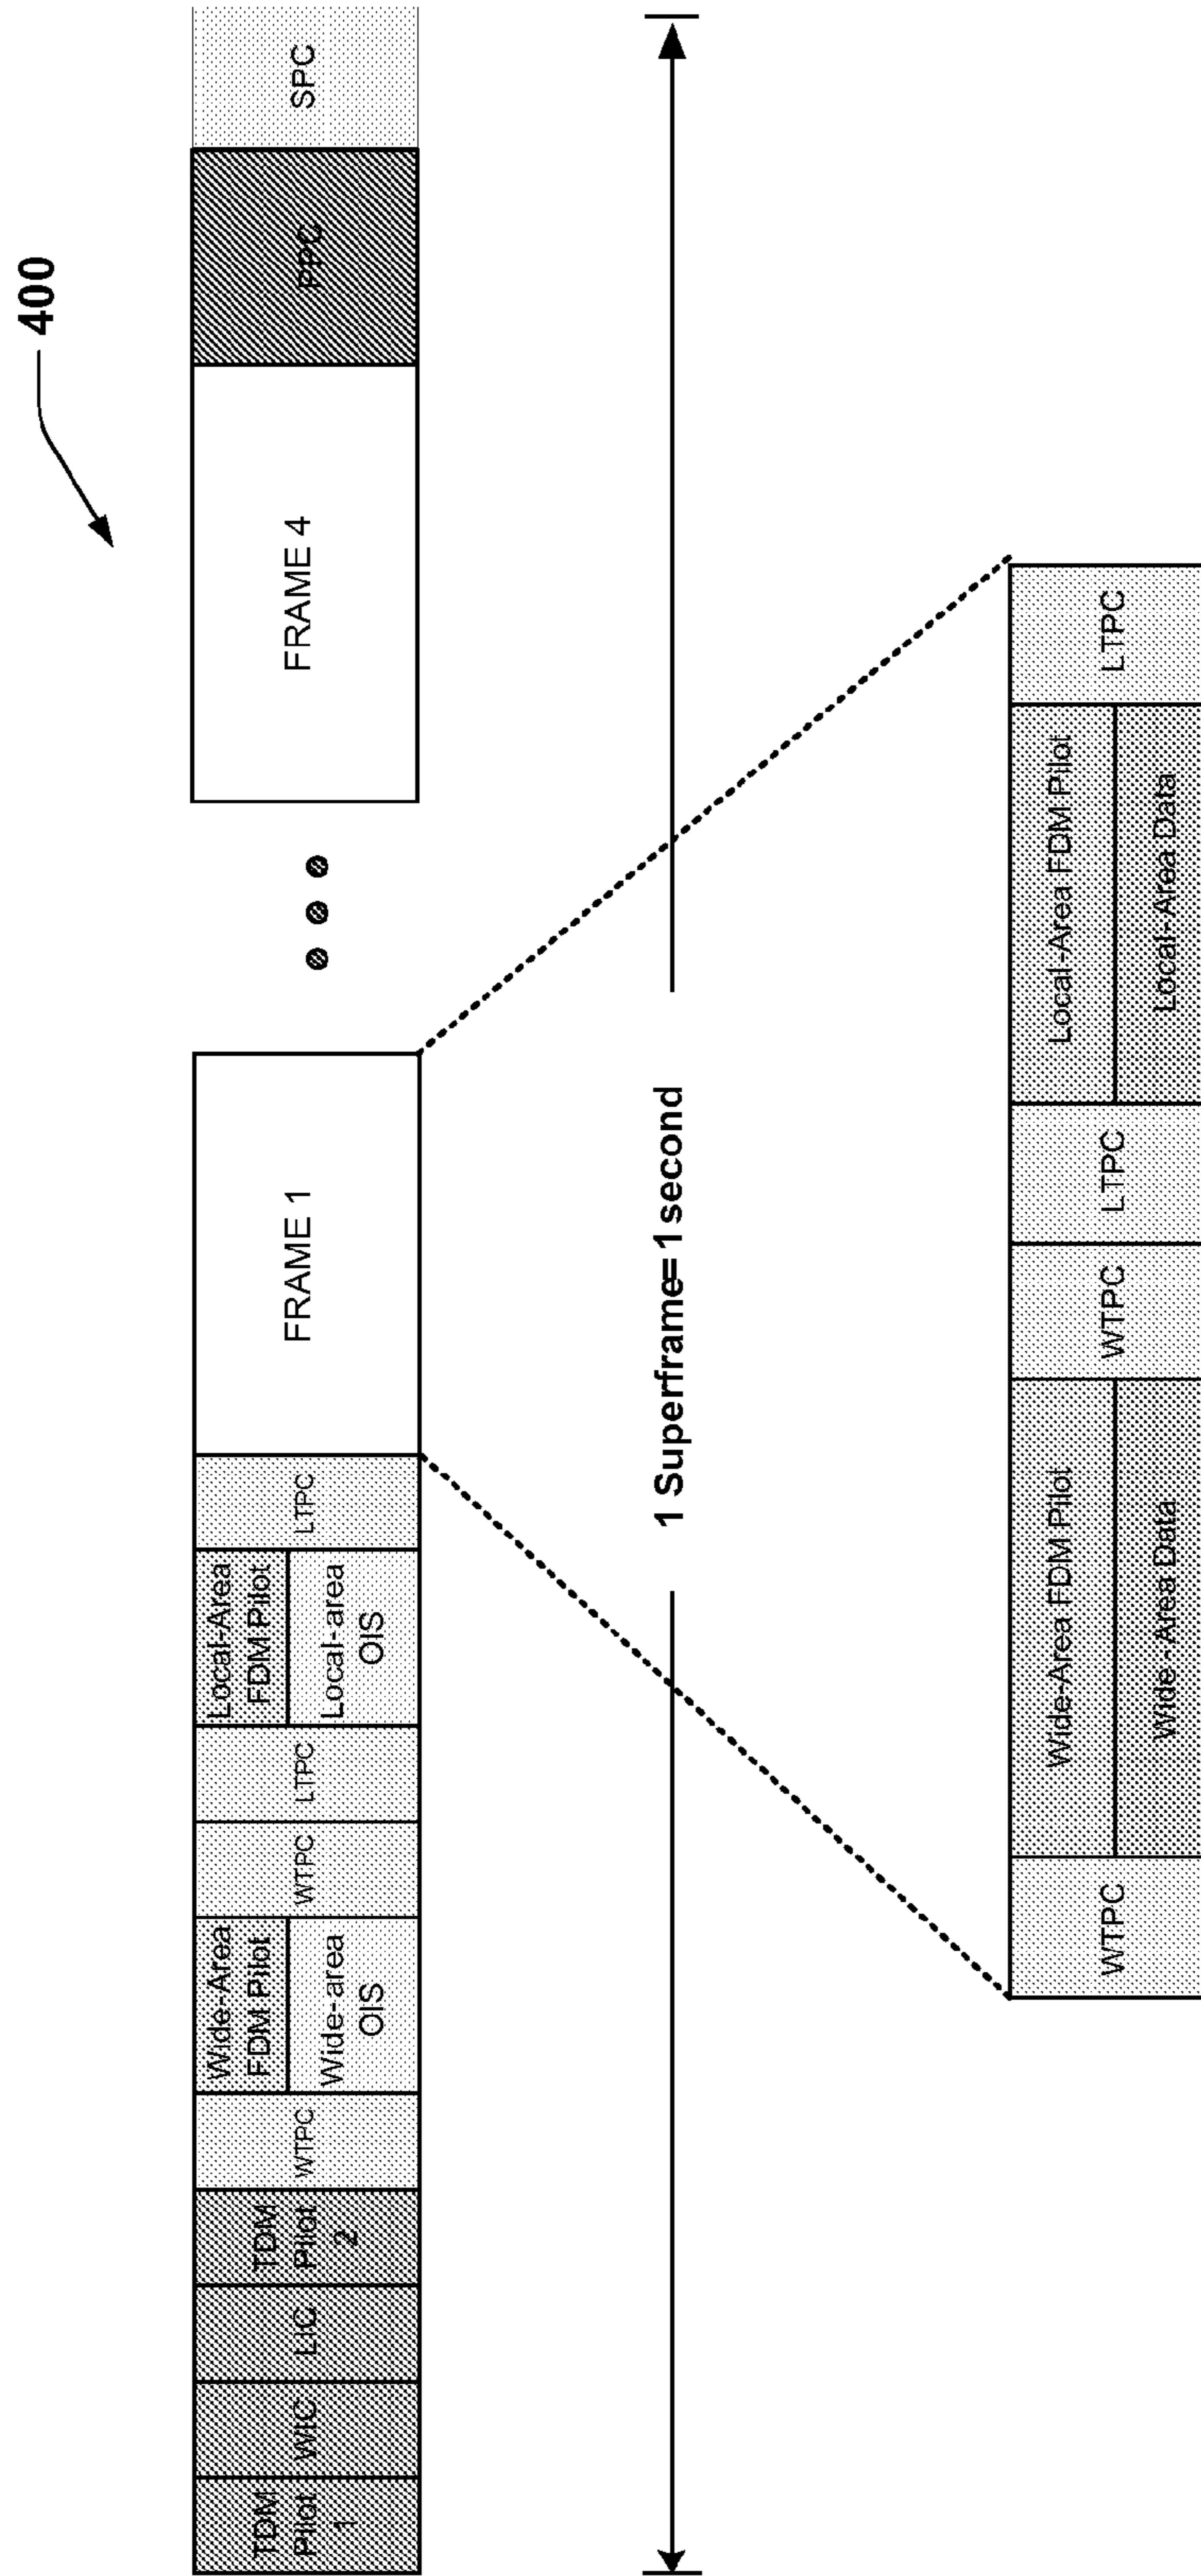 400
TDM
Pilot
1
WIC
LIC
TDM
Pilot
2
WTPC
Wide-Area
FDM Pilot
Wide-area
OIS
WTPC
LTPC
Local-Area
FDM Pilot
Local-area
OIS
LTPC
FRAME 1
FRAME 4
PPC
SPC
1 Superframe= 1 second
WTPC
Wide-Area FDM Pilot
Wide-Area Data
WTPC
LTPC
Local-Area FDM Pilot
Local-Area Data
LTPC